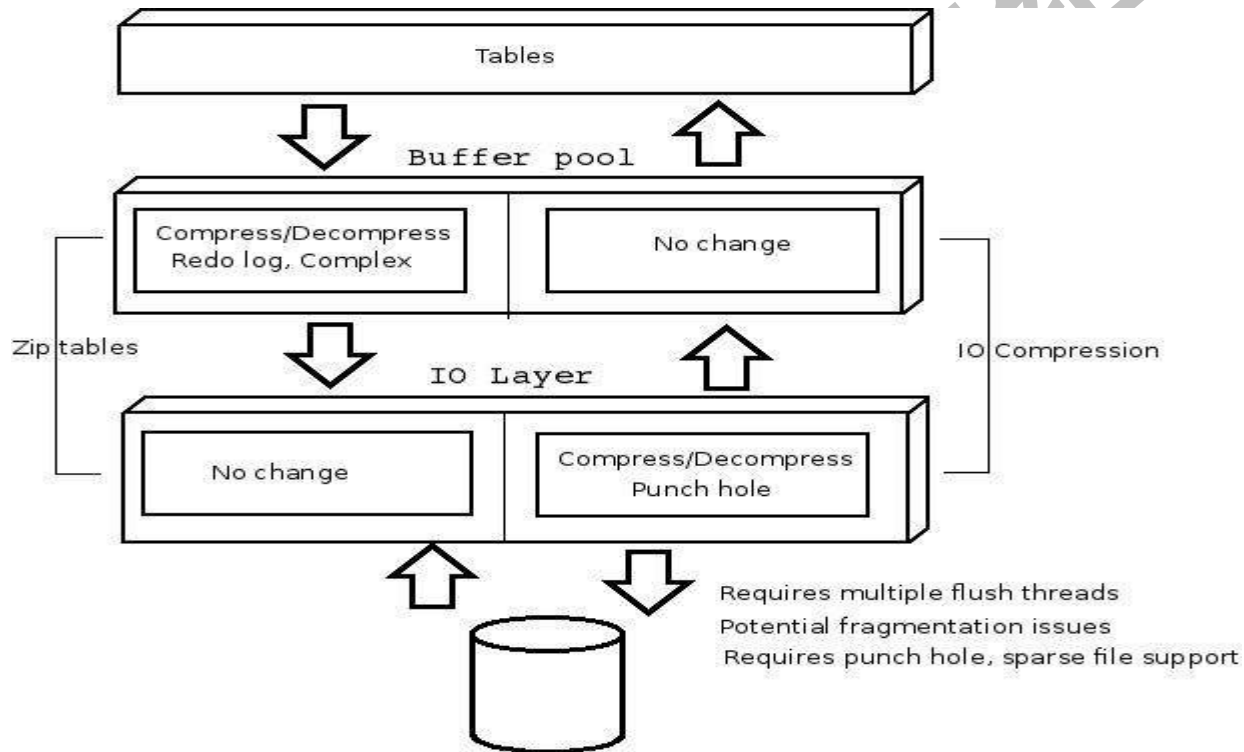 Tables
Buffer pool
Compress/Decompress
Redo log, Complex
No change
Zip tables
IO Compression
IO Layer
No change
Compress/Decompress
Punch hole
Requires multiple flush threads
Potential fragmentation issues
Requires punch hole, sparse file support